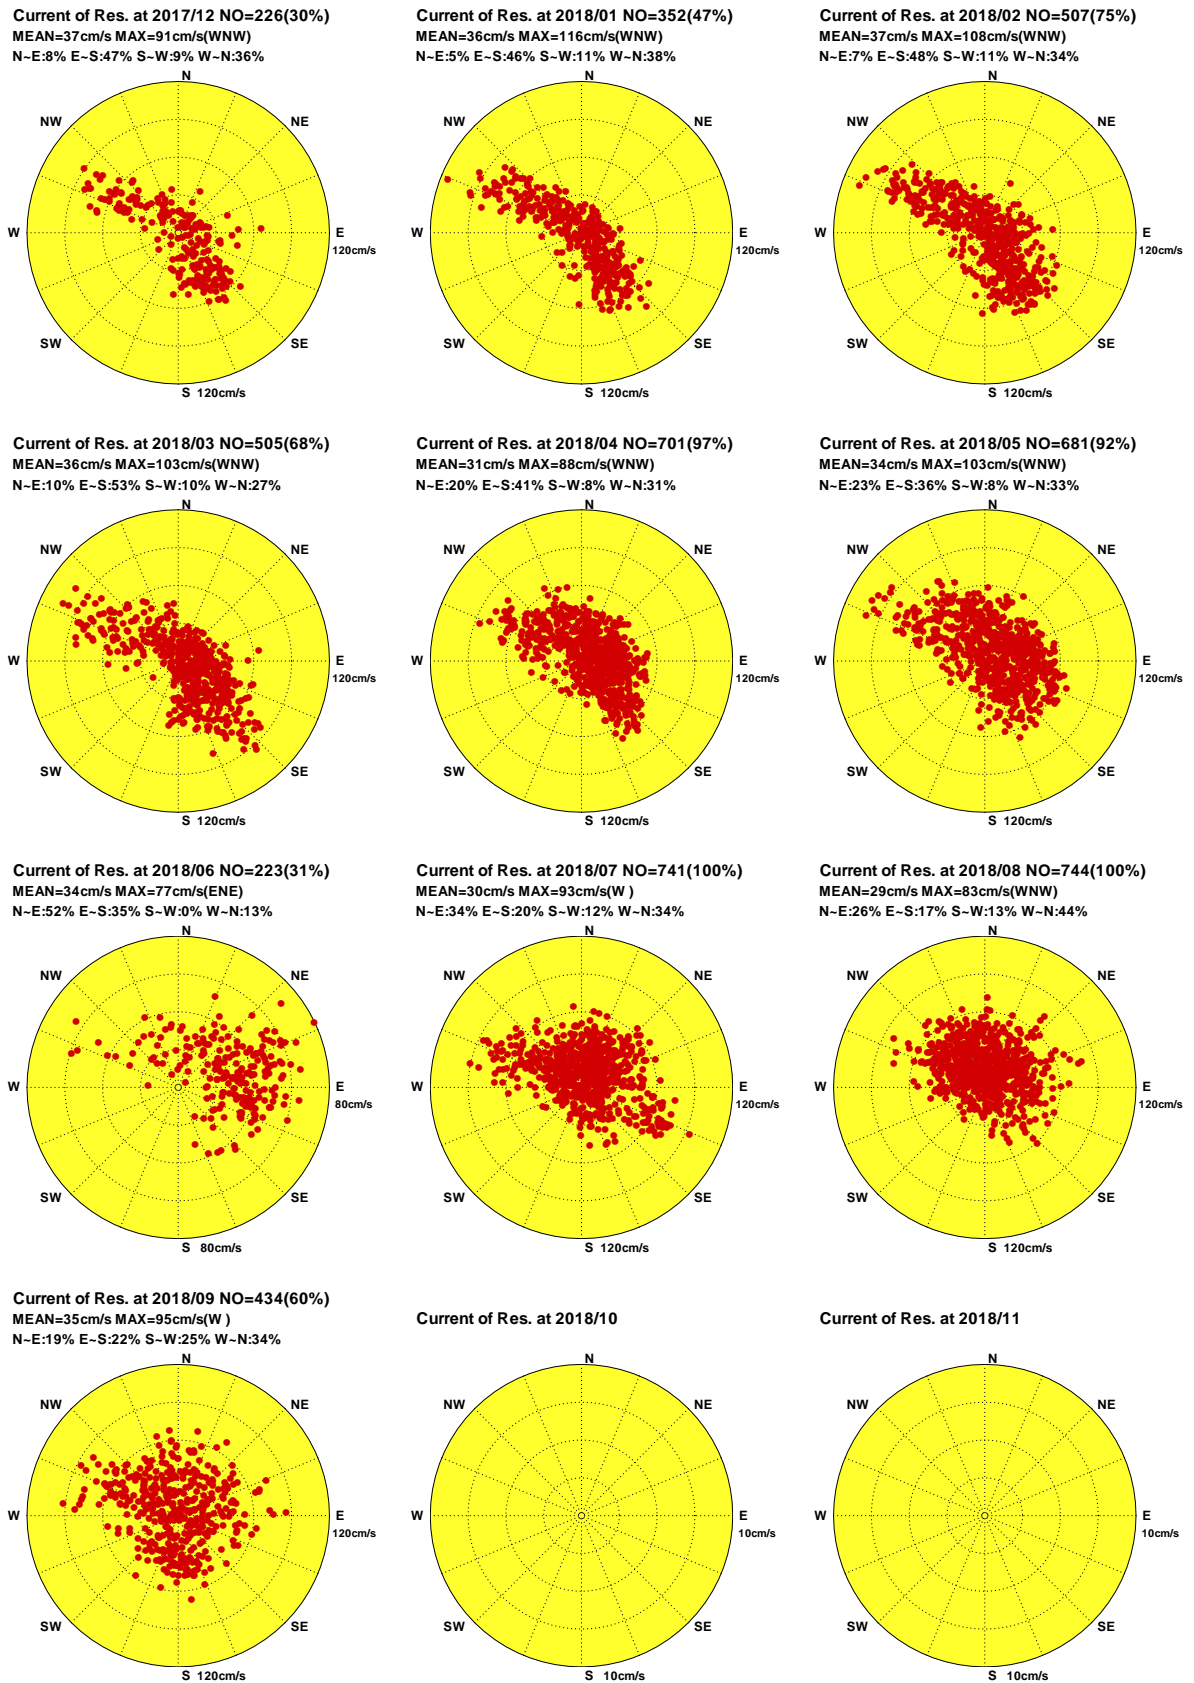 Current of Res. at 2017/12 NO=226(30%)
MEAN=37cm/s MAX=91cm/s(WNW)
N~E:8% E~S:47% S~W:9% W~N:36%
N
NW
NE
W
E
120cm/s
SW
SE
S 120cm/s
Current of Res. at 2018/01 NO=352(47%)
MEAN=36cm/s MAX=116cm/s(WNW)
N~E:5% E~S:46% S~W:11% W~N:38%
N
NW
NE
W
E
120cm/s
SW
SE
S 120cm/s
Current of Res. at 2018/02 NO=507(75%)
MEAN=37cm/s MAX=108cm/s(WNW)
N~E:7% E~S:48% S~W:11% W~N:34%
N
NW
NE
W
E
120cm/s
SW
SE
S 120cm/s
Current of Res. at 2018/03 NO=505(68%)
MEAN=36cm/s MAX=103cm/s(WNW)
N~E:10% E~S:53% S~W:10% W~N:27%
N
NW
NE
W
E
120cm/s
SW
SE
S 120cm/s
Current of Res. at 2018/04 NO=701(97%)
MEAN=31cm/s MAX=88cm/s(WNW)
N~E:20% E~S:41% S~W:8% W~N:31%
N
NW
NE
W
E
120cm/s
SW
SE
S 120cm/s
Current of Res. at 2018/05 NO=681(92%)
MEAN=34cm/s MAX=103cm/s(WNW)
N~E:23% E~S:36% S~W:8% W~N:33%
N
NW
NE
W
E
120cm/s
SW
SE
S 120cm/s
Current of Res. at 2018/06 NO=223(31%)
MEAN=34cm/s MAX=77cm/s(ENE)
N~E:52% E~S:35% S~W:0% W~N:13%
N
NW
NE
W
E
80cm/s
SW
SE
S 80cm/s
Current of Res. at 2018/07 NO=741(100%)
MEAN=30cm/s MAX=93cm/s(W )
N~E:34% E~S:20% S~W:12% W~N:34%
N
NW
NE
W
E
120cm/s
SW
SE
S 120cm/s
Current of Res. at 2018/08 NO=744(100%)
MEAN=29cm/s MAX=83cm/s(WNW)
N~E:26% E~S:17% S~W:13% W~N:44%
N
NW
NE
W
E
120cm/s
SW
SE
S 120cm/s
Current of Res. at 2018/09 NO=434(60%)
MEAN=35cm/s MAX=95cm/s(W )
N~E:19% E~S:22% S~W:25% W~N:34%
N
NW
NE
W
E
120cm/s
SW
SE
S 120cm/s
Current of Res. at 2018/10
N
NW
NE
W
E
10cm/s
SW
SE
S 10cm/s
Current of Res. at 2018/11
N
NW
NE
W
E
10cm/s
SW
SE
S 10cm/s